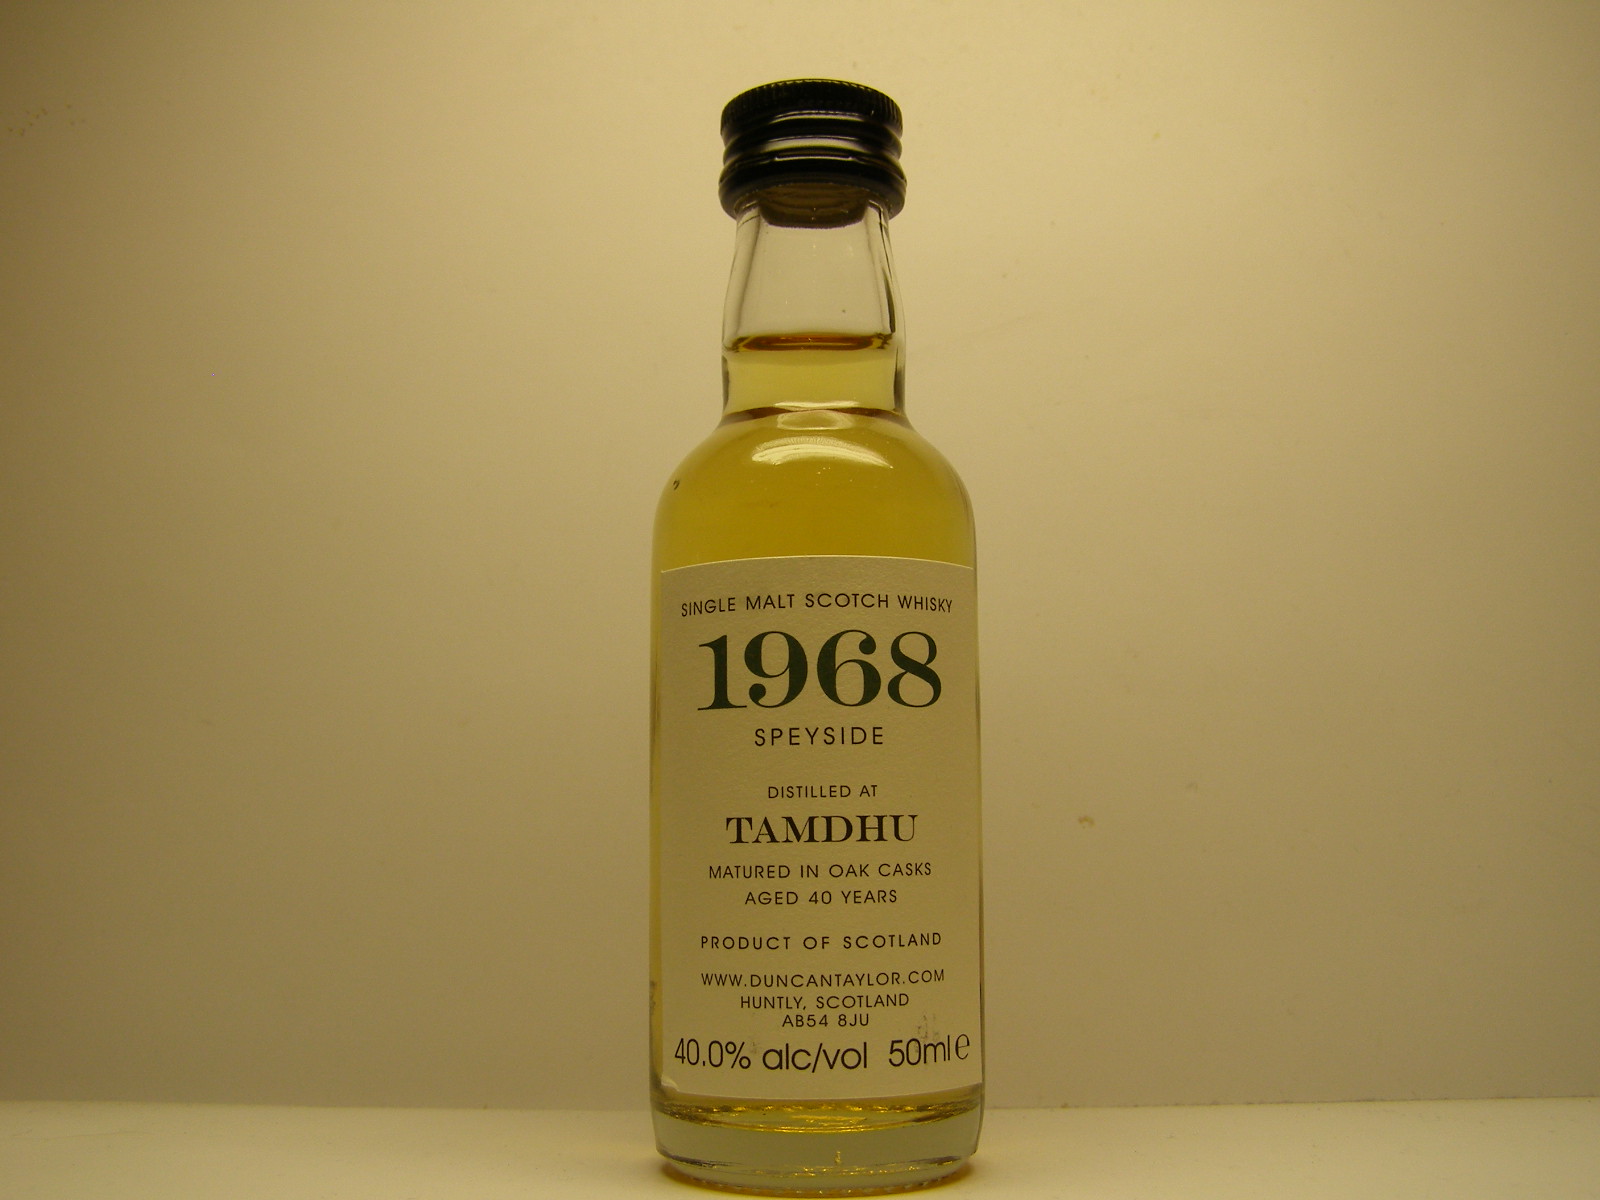 SINGLE MALT SCOTCH WHISKY
1968
SPEYSIDE
DISTILLED AT
TAMDHU
MATURED IN OAK CASKS
AGED 40 YEARS
PRODUCT OF SCOTLAND
WWW.DUNCANTAYLOR.COM
HUNTLY, SCOTLAND
AB54 8JU
40.0% alc/vol 50ml e